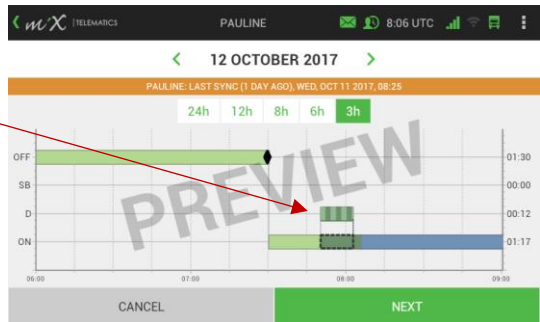 mix TELEMATICS PAULINE 8:06 UTC
12 OCTOBER 2017
PAULINE: LAST SYNC (1 DAY AGO), WED, OCT 11 2017, 08:25
24h 12h 8h 6h 3h
OFF 01:30
SB 00:00
D 00:12
ON 01:17
PREVIEW
06:00 07:00 08:00 09:00
CANCEL NEXT